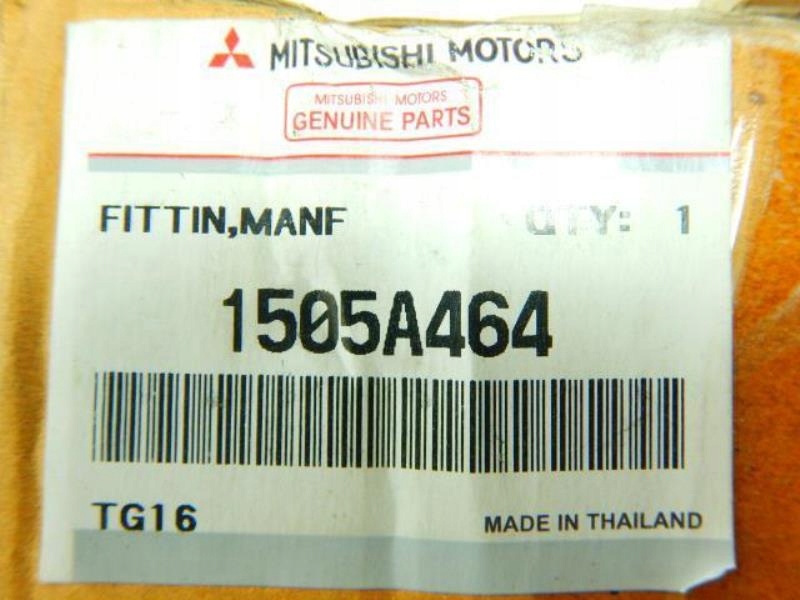 MITSUBISHI MOTORS
MITSUBISHI MOTORS
GENUINE PARTS
FITTIN,MANF QTY: 1
1505A464
TG16 MADE IN THAILAND